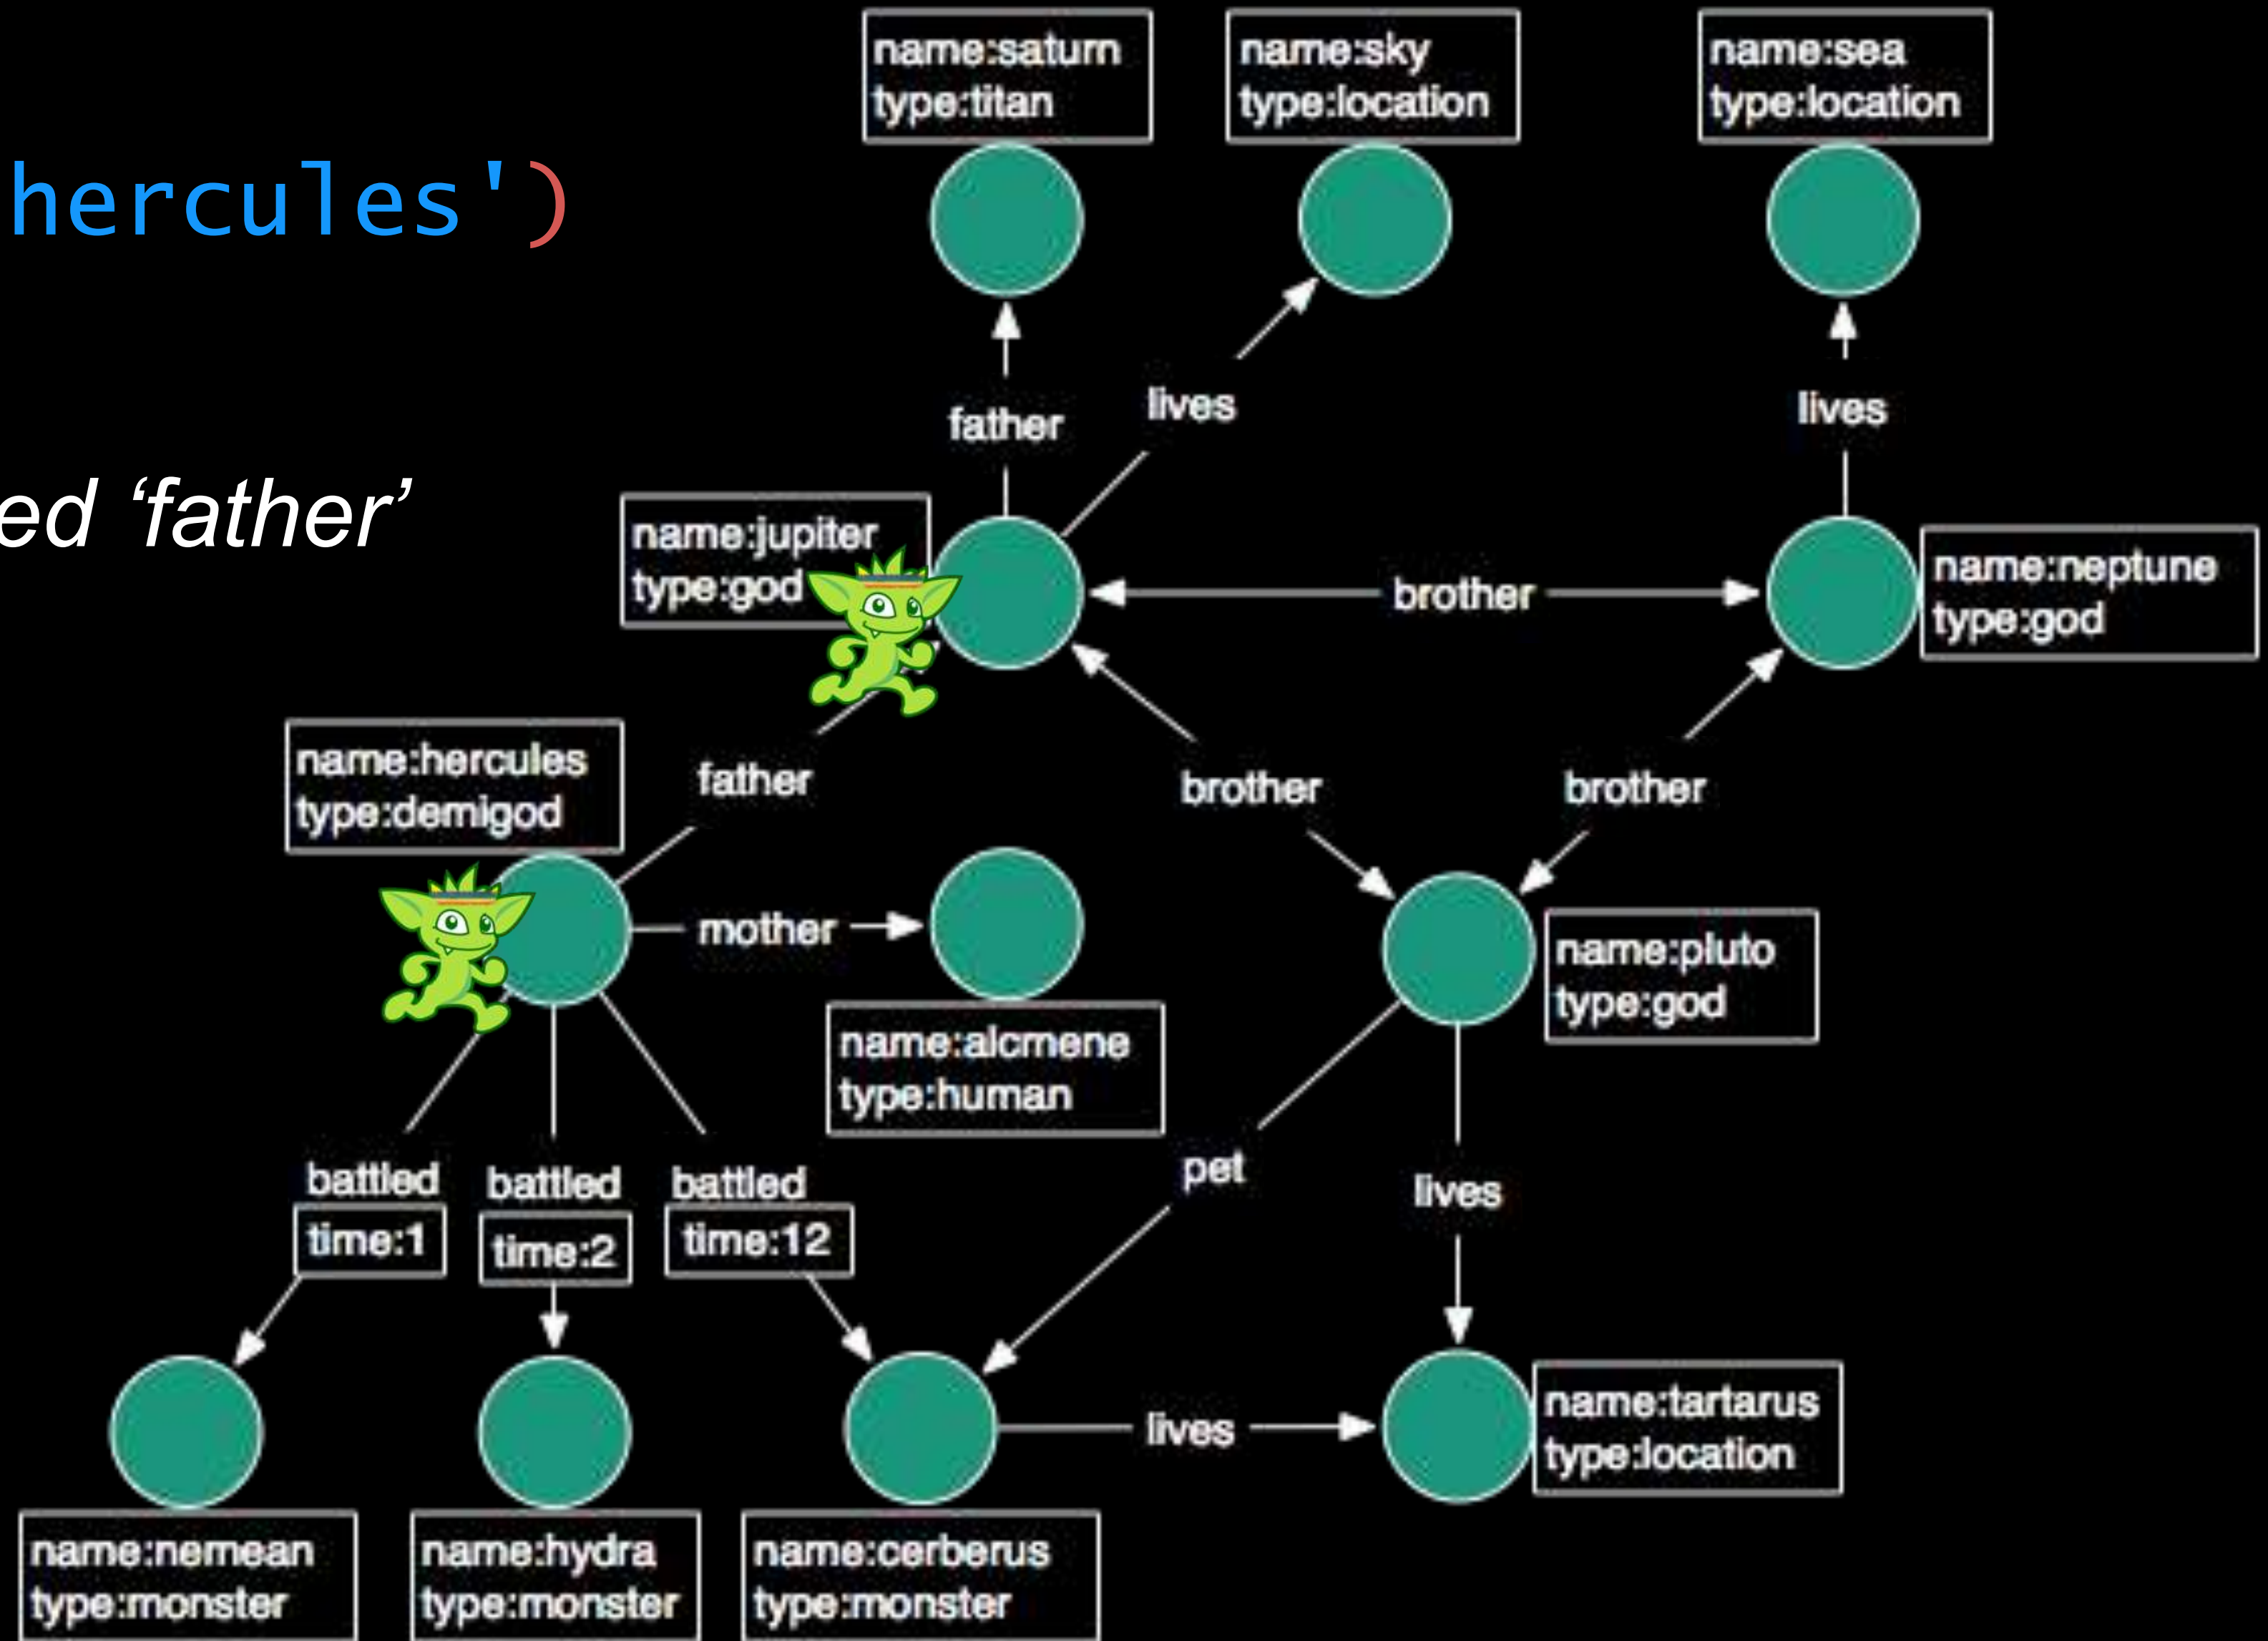 name:saturn
type:titan
name:sky
type:location
name:sea
type:location
hercules')
father
lives
lives
ed ‘father’
name:jupiter
type:god
brother
name:neptune
type:god
name:hercules
type:demigod
father
brother
brother
mother
name:alcmene
type:human
name:pluto
type:god
battled
time:1
battled
time:2
battled
time:12
pet
lives
lives
name:tartarus
type:location
name:nemean
type:monster
name:hydra
type:monster
name:cerberus
type:monster